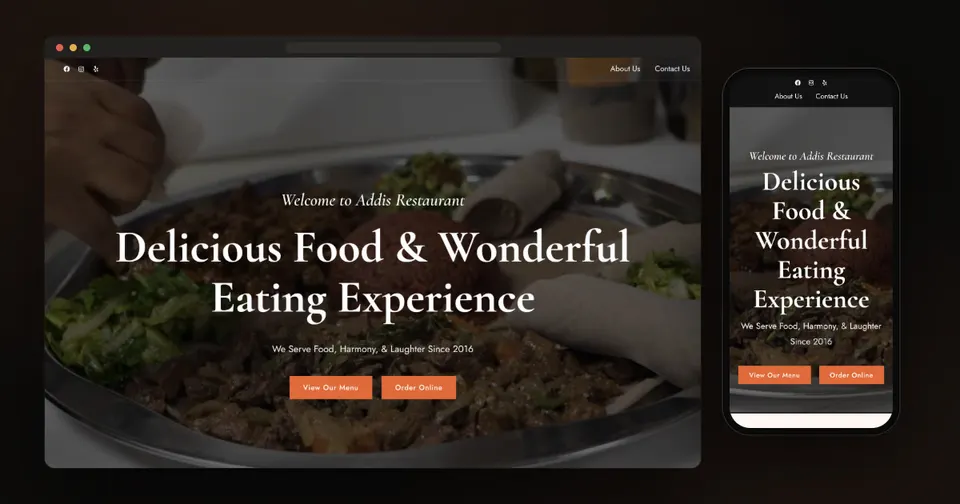 About Us Contact Us
Welcome to Addis Restaurant
Delicious Food & Wonderful
Eating Experience
We Serve Food, Harmony, & Laughter Since 2016
View Our Menu Order Online
About Us Contact Us
Welcome to Addis Restaurant
Delicious
Food &
Wonderful
Eating
Experience
We Serve Food, Harmony, & Laughter
Since 2016
View Our Menu Order Online